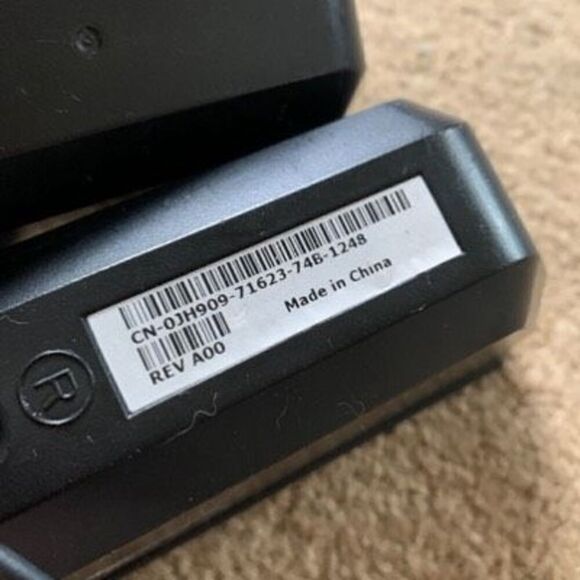 CN-0JH909-71623-74B-1248
Made in China
REV A00
R